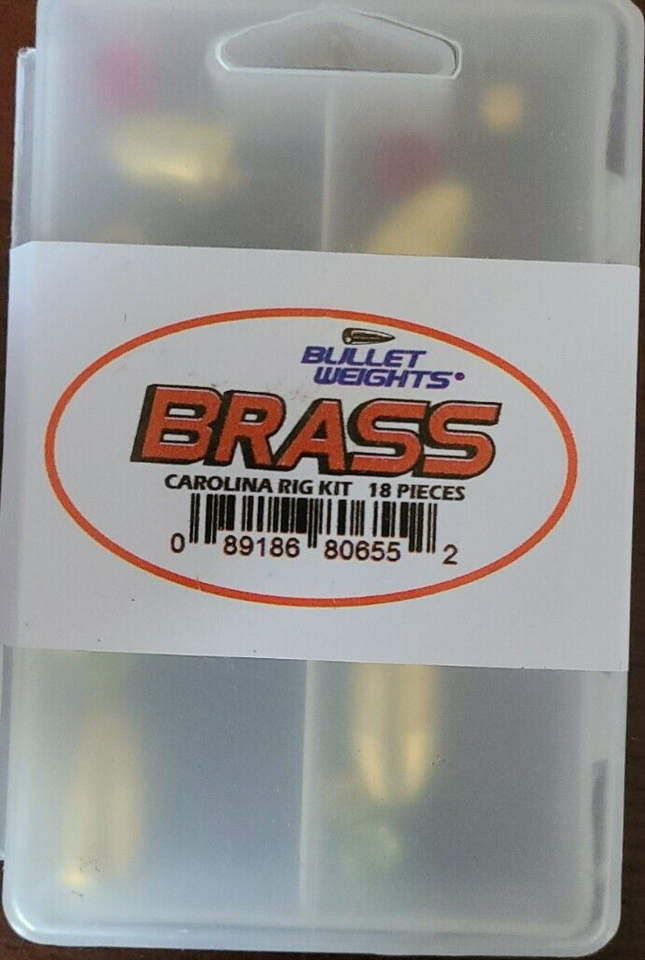 BULLET
WEIGHTS®
BRASS
CAROLINA RIG KIT 18 PIECES
0 89186 80655 2